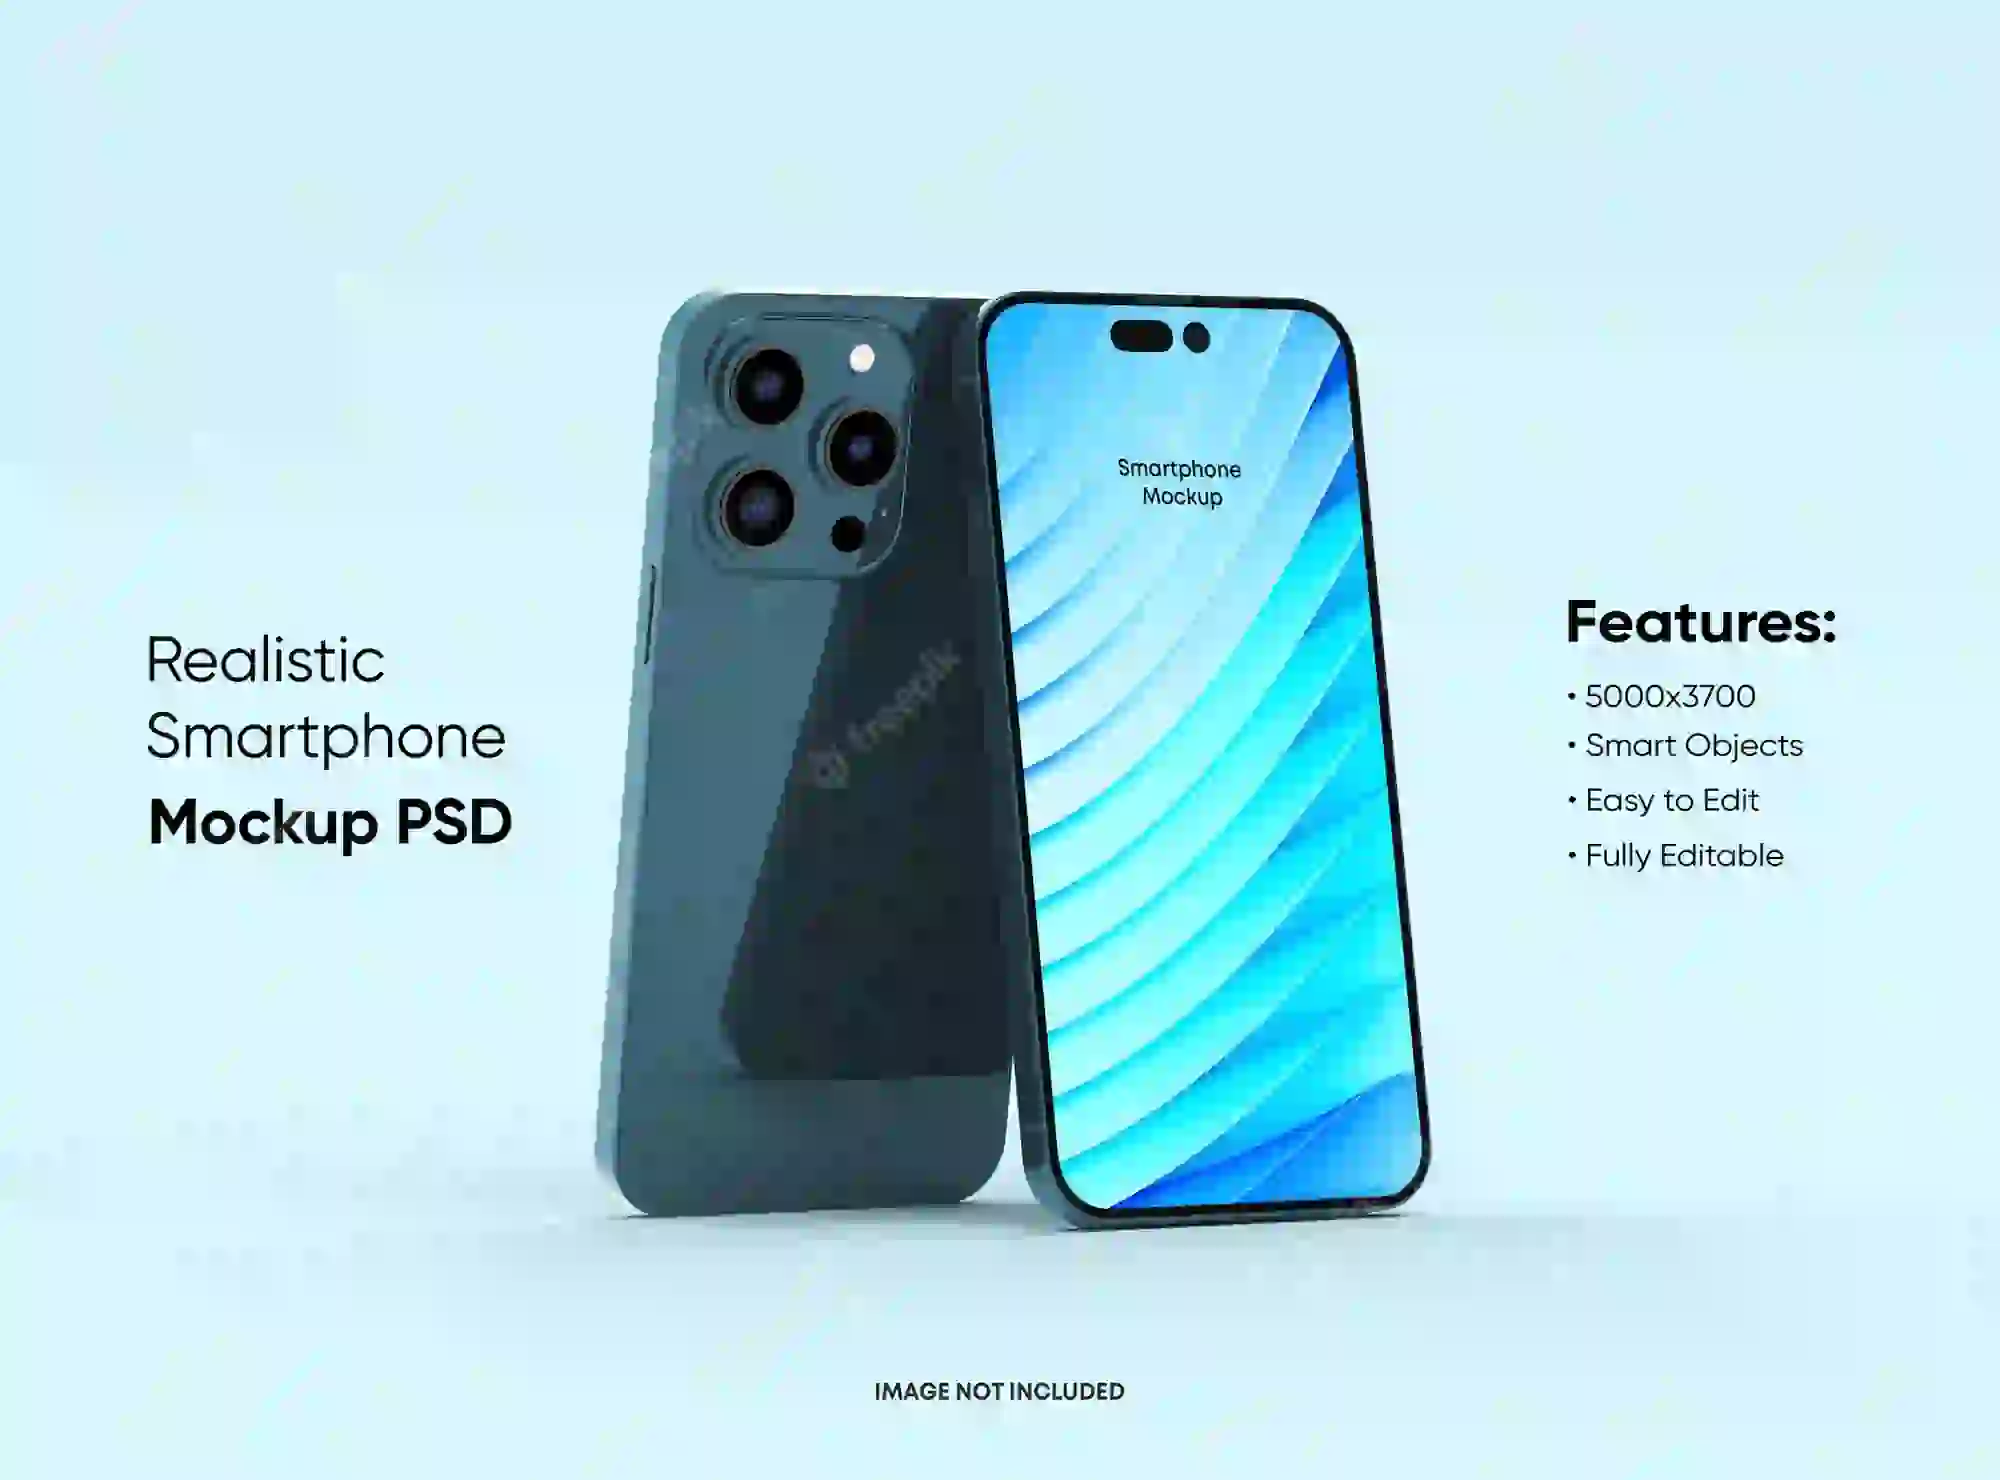 Realistic
Smartphone
Mockup PSD
Smartphone
Mockup
freepik
Features:
• 5000x3700
• Smart Objects
• Easy to Edit
• Fully Editable
IMAGE NOT INCLUDED